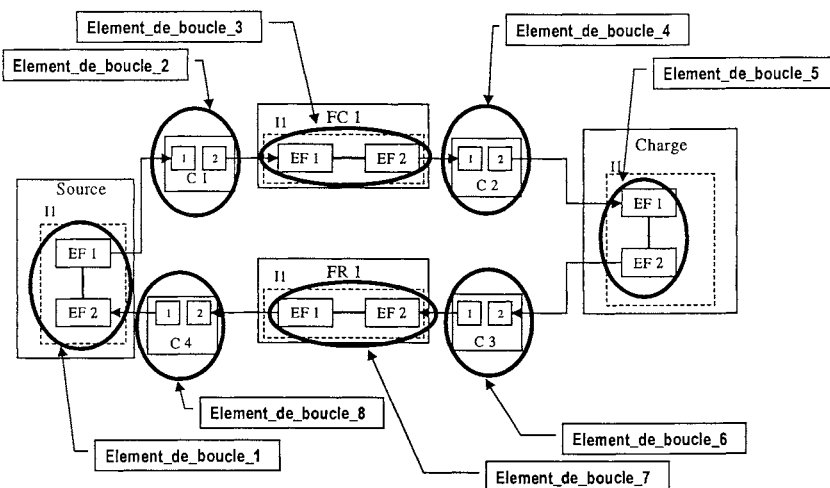 Element_de_boucle_3
Element_de_boucle_4
Element_de_boucle_2
Element_de_boucle_5
I1
FC 1
EF 1
EF 2
1
2
C 1
1
2
C 2
Charge
I1
EF 1
EF 2
Source
I1
EF 1
EF 2
I1
FR 1
EF 1
EF 2
1
2
C 4
1
2
C 3
Element_de_boucle_8
Element_de_boucle_6
Element_de_boucle_1
Element_de_boucle_7